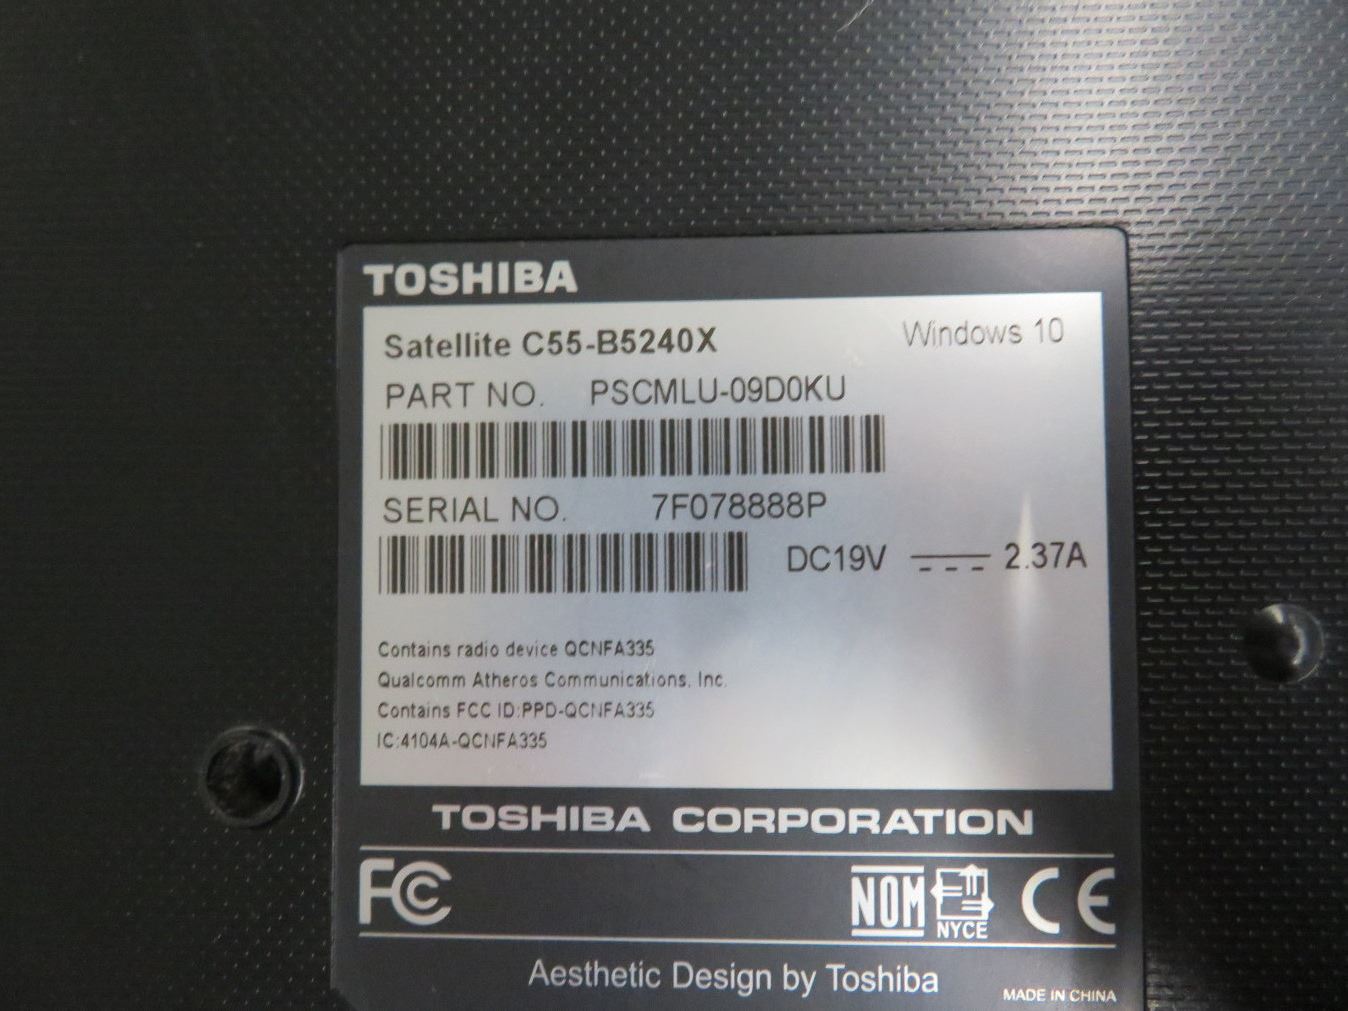 TOSHIBA
Satellite C55-B5240X Windows 10
PART NO. PSCMLU-09D0KU
SERIAL NO. 7F078888P
DC19V 2.37A
Contains radio device QCNFA335
Qualcomm Atheros Communications, Inc.
Contains FCC ID:PPD-QCNFA335
IC:4104A-QCNFA335
TOSHIBA CORPORATION
FC NOM NYCE CE
Aesthetic Design by Toshiba
MADE IN CHINA